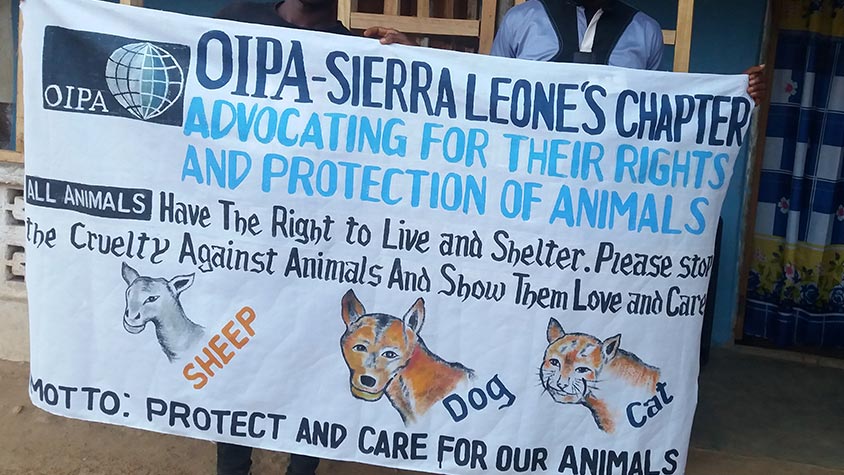 OIPA
OIPA-SIERRA LEONE'S CHAPTER
ADVOCATING FOR THEIR RIGHTS
AND PROTECTION OF ANIMALS
ALL ANIMALS Have The Right to Live and Shelter. Please stop
the Cruelty Against Animals And Show Them Love and Care
SHEEP
Dog
Cat
MOTTO: PROTECT AND CARE FOR OUR ANIMALS